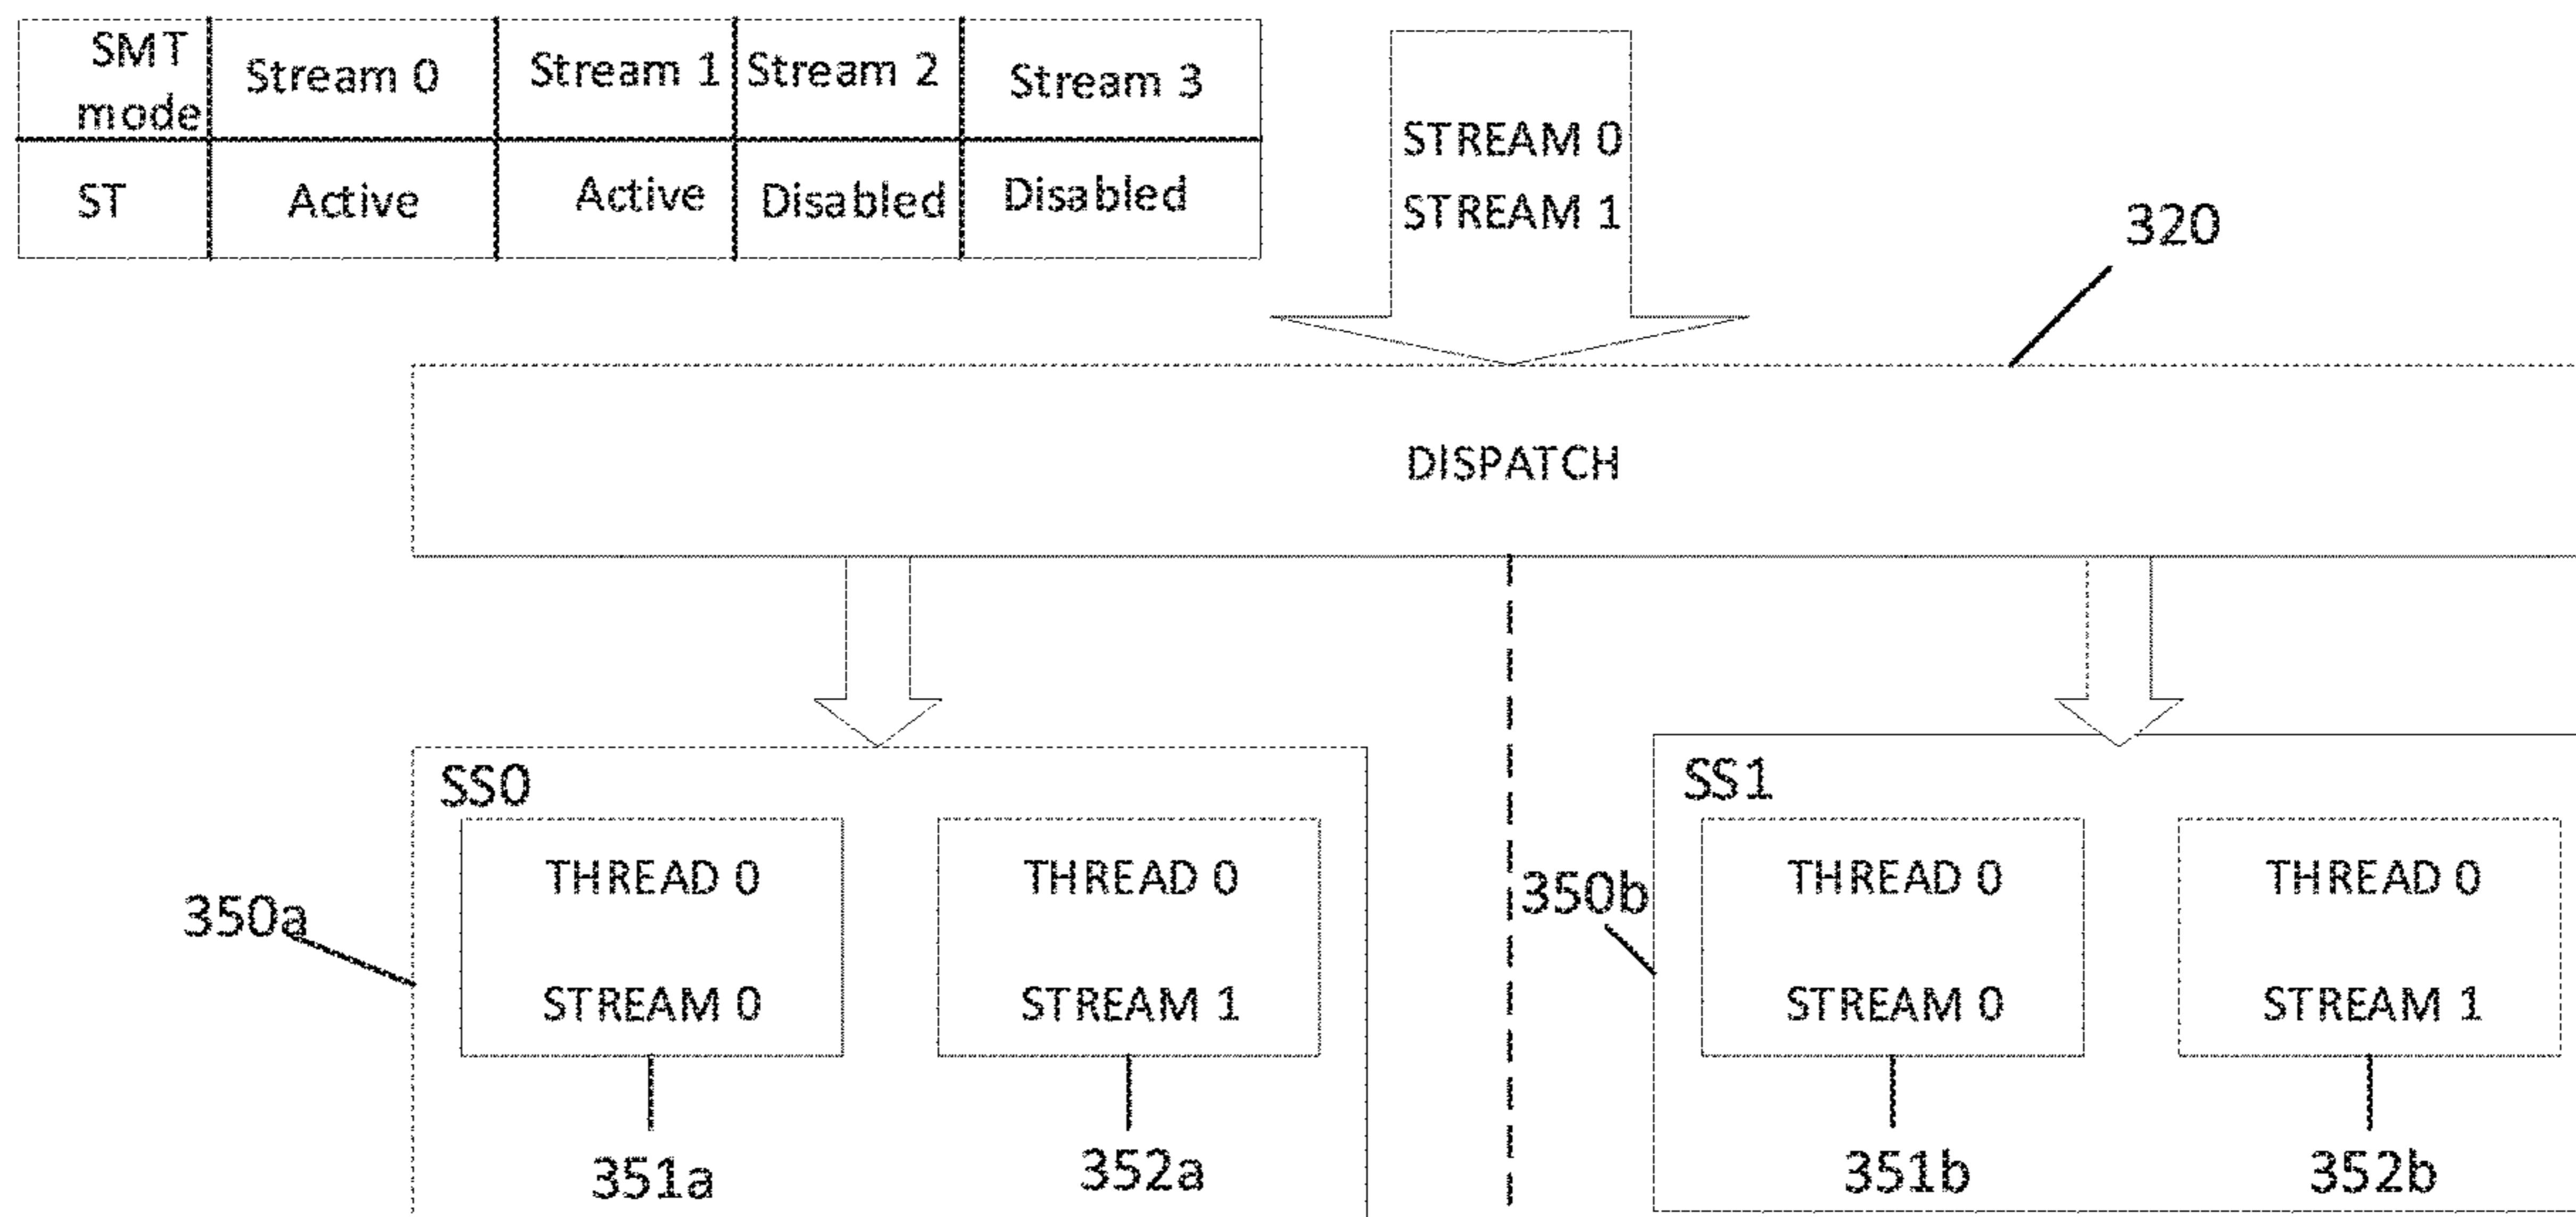 SMT mode Stream 0 Stream 1 Stream 2 Stream 3
ST Active Active Disabled Disabled
STREAM 0
STREAM 1
320
DISPATCH
SS0
SS1
THREAD 0 THREAD 0 THREAD 0 THREAD 0
350a
350b
STREAM 0 STREAM 1 STREAM 0 STREAM 1
351a 352a 351b 352b